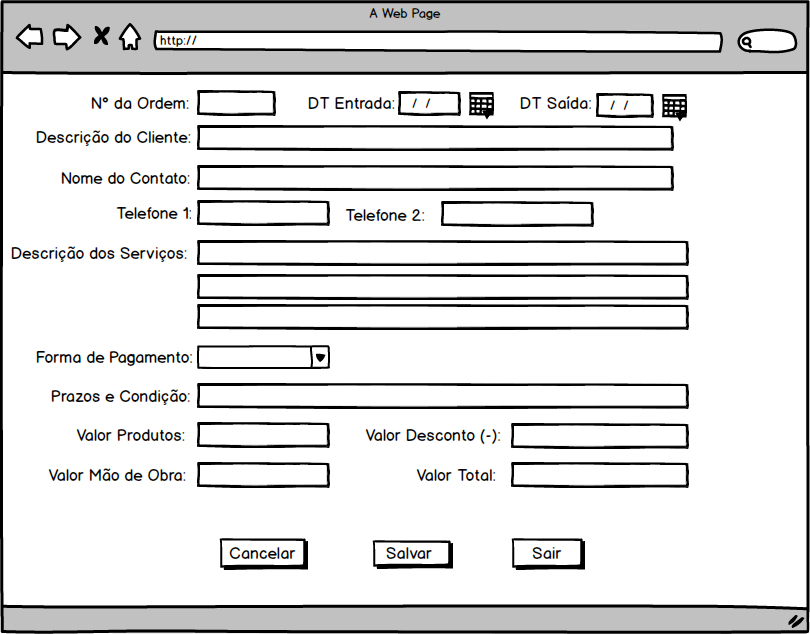 A Web Page
http://
N° da Ordem: DT Entrada: / / DT Saída: / /
Descrição do Cliente:
Nome do Contato:
Telefone 1: Telefone 2:
Descrição dos Serviços:
Forma de Pagamento:
Prazos e Condição:
Valor Produtos: Valor Desconto (-):
Valor Mão de Obra: Valor Total:
Cancelar Salvar Sair